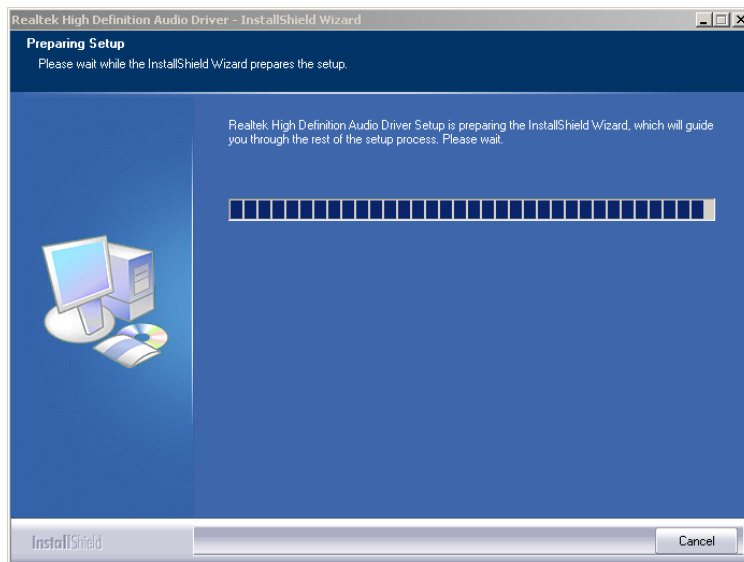 Realtek High Definition Audio Driver - InstallShield Wizard
Preparing Setup
Please wait while the InstallShield Wizard prepares the setup.
Realtek High Definition Audio Driver Setup is preparing the InstallShield Wizard, which will guide
you through the rest of the setup process. Please wait.
InstallShield
Cancel